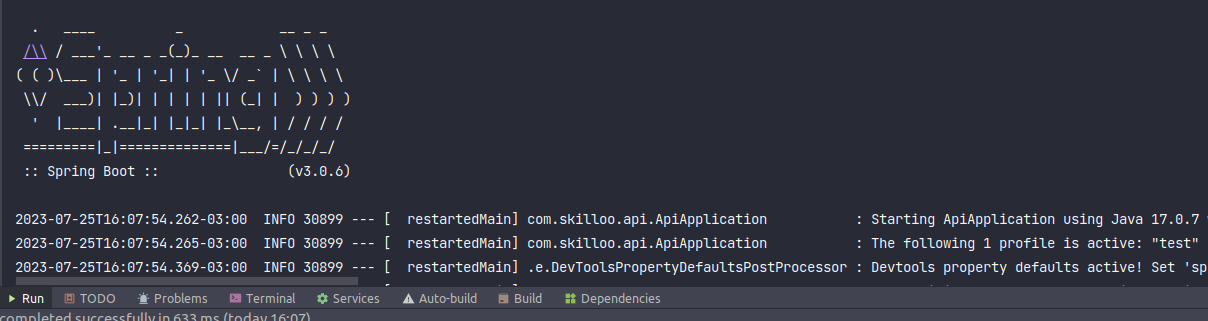 .   ____          _            __ _ _
 /\\ / ___'_ __ _ _(_)_ __  __ _ \ \ \ \
( ( )\___ | '_ | '_| | '_ \/ _` | \ \ \ \
 \\/  ___)| |_)| | | | | || (_| |  ) ) ) )
  '  |____| .__|_| |_|_| |_\__, | / / / /
 =========|_|==============|___/=/_/_/_/
 :: Spring Boot ::                (v3.0.6)
2023-07-25T16:07:54.262-03:00  INFO 30899 --- [  restartedMain] com.skilloo.api.ApiApplication           : Starting ApiApplication using Java 17.0.7
2023-07-25T16:07:54.265-03:00  INFO 30899 --- [  restartedMain] com.skilloo.api.ApiApplication           : The following 1 profile is active: "test"
2023-07-25T16:07:54.369-03:00  INFO 30899 --- [  restartedMain] .e.DevToolsPropertyDefaultsPostProcessor : Devtools property defaults active! Set 'sp
Run TODO Problems Terminal Services Auto-build Build Dependencies
completed successfully in 633 ms (today 16:07)